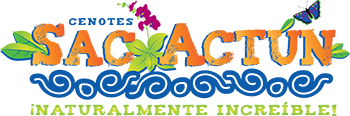 CENOTES
SAC ACTÚN
¡NATURALMENTE INCREÍBLE!